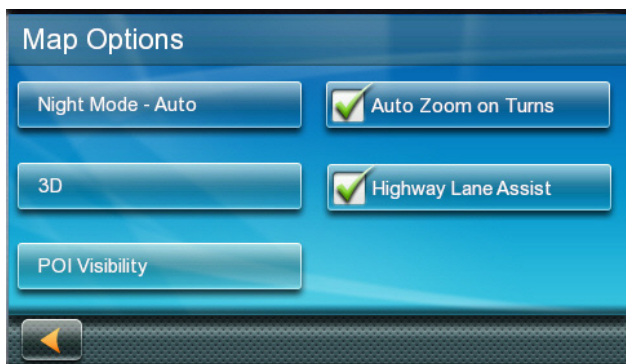 Map Options
Night Mode - Auto
Auto Zoom on Turns
3D
Highway Lane Assist
POI Visibility